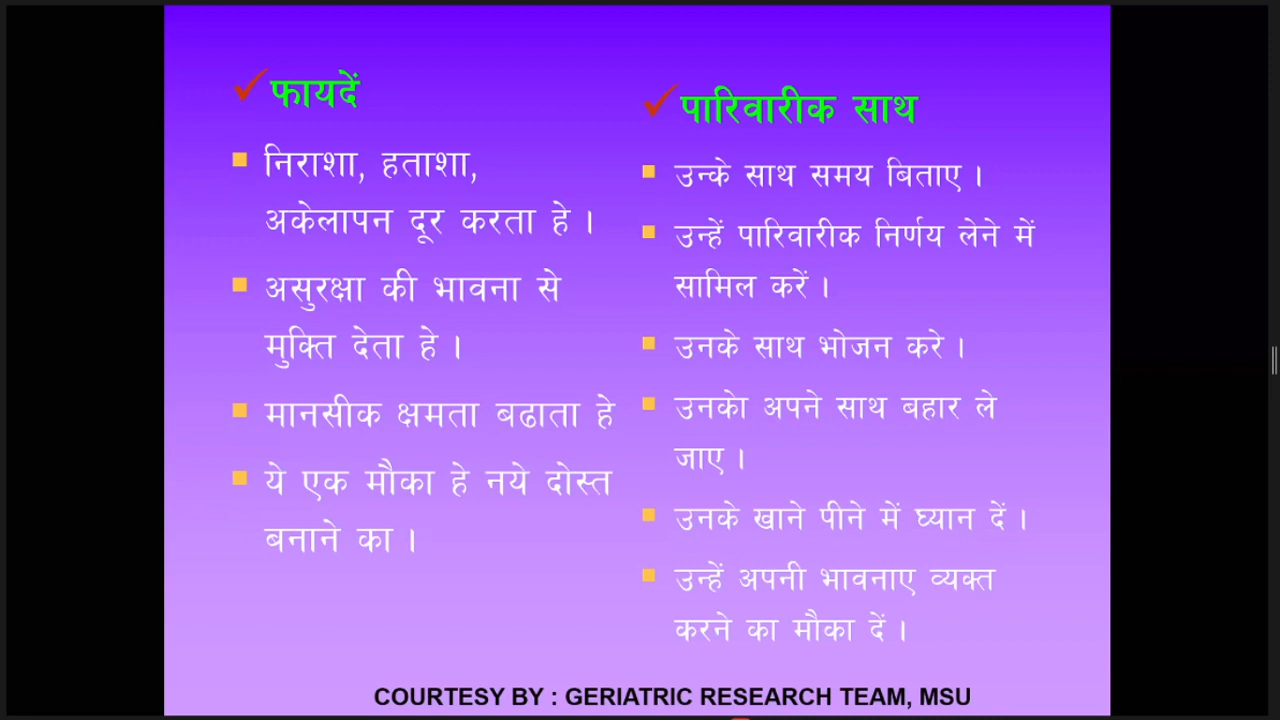 फायदें
निराशा, हताशा,
अकेलापन दूर करता हे ।
असुरक्षा की भावना से
मुक्ति देता हे ।
मानसीक क्षमता बढाता हे
ये एक मौका हे नये दोस्त
बनाने का ।
पारिवारीक साथ
उन्के साथ समय बिताए ।
उन्हें पारिवारीक निर्णय लेने में
सामिल करें ।
उनके साथ भोजन करे ।
उनको अपने साथ बहार ले
जाए ।
उनके खाने पीने में घ्यान दें ।
उन्हें अपनी भावनाए व्यक्त
करने का मौका दें ।
COURTESY BY : GERIATRIC RESEARCH TEAM, MSU